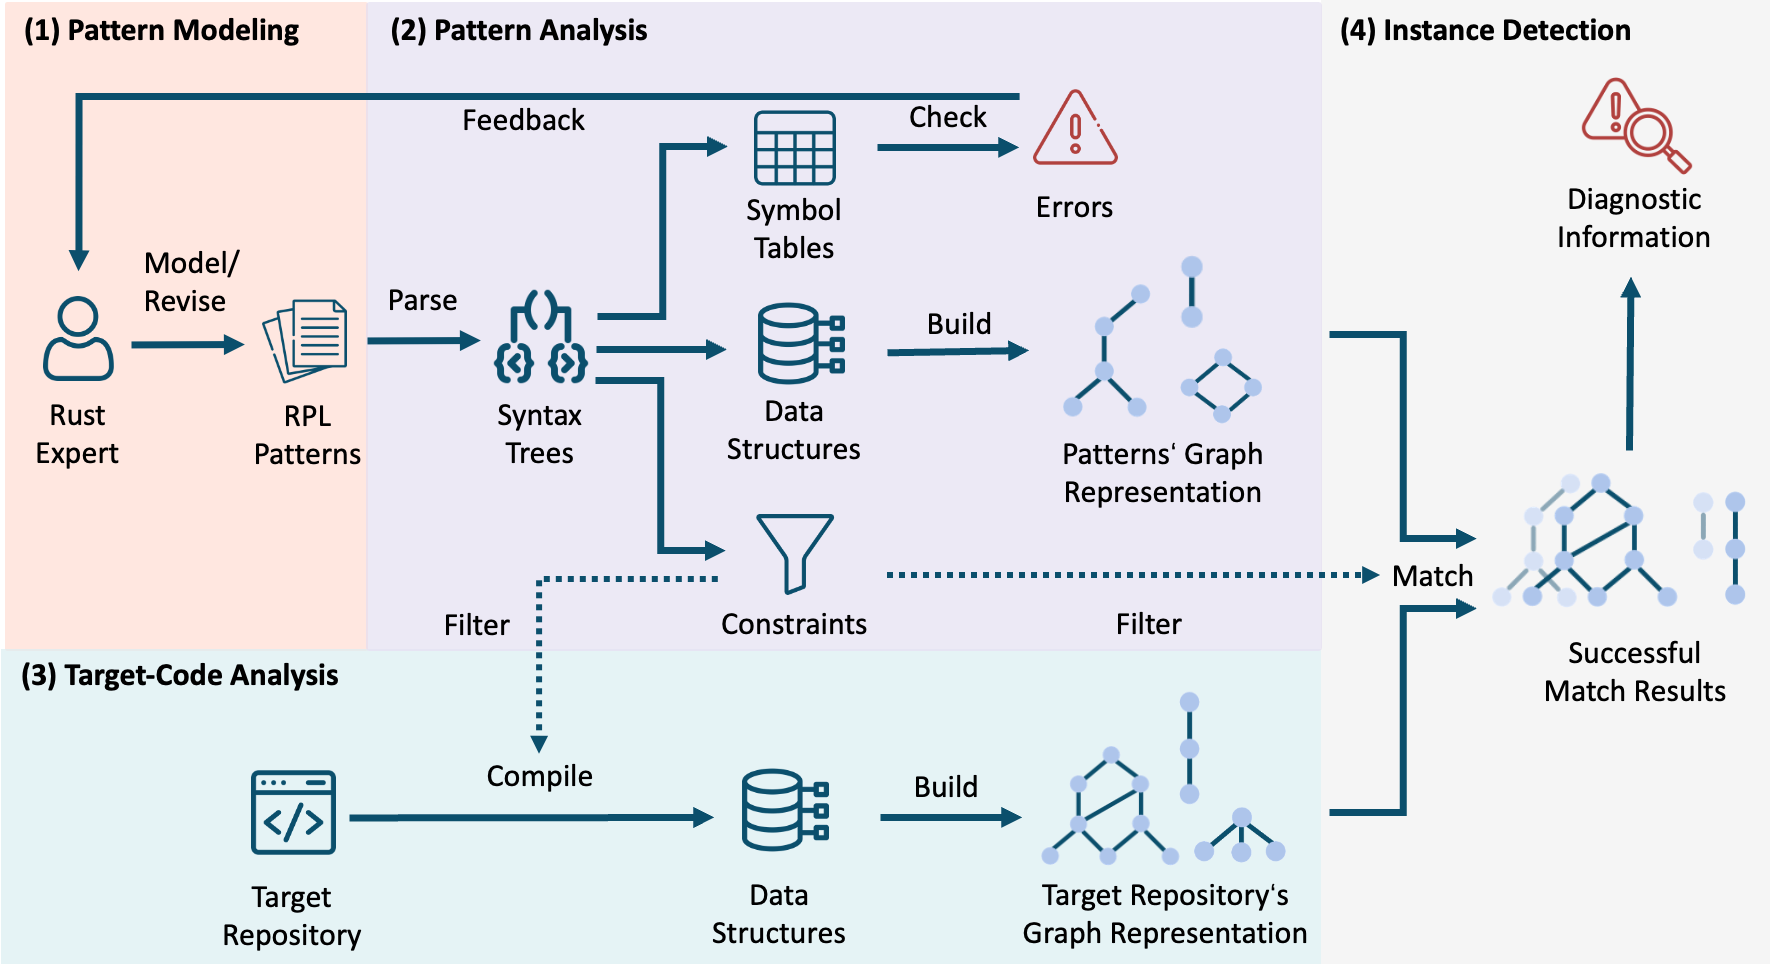 (1) Pattern Modeling
(2) Pattern Analysis
(4) Instance Detection
Feedback
Check
Symbol
Tables
Errors
Diagnostic
Information
Model/
Revise
Parse
Build
Rust
Expert
RPL
Patterns
Syntax
Trees
Data
Structures
Patterns‘ Graph
Representation
Match
Filter
Constraints
Filter
Successful
Match Results
(3) Target-Code Analysis
Compile
Build
Target
Repository
Data
Structures
Target Repository‘s
Graph Representation